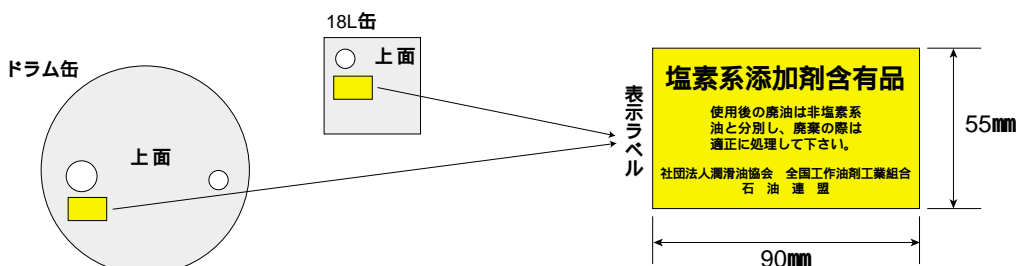 18L缶
上面
ドラム缶
上面
表示ラベル
塩素系添加剤含有品
使用後の廃油は非塩素系
油と分別し、廃棄の際は
適正に処理して下さい。
社団法人潤滑油協会 全国工作油剤工業組合
石油連盟
55mm
90mm